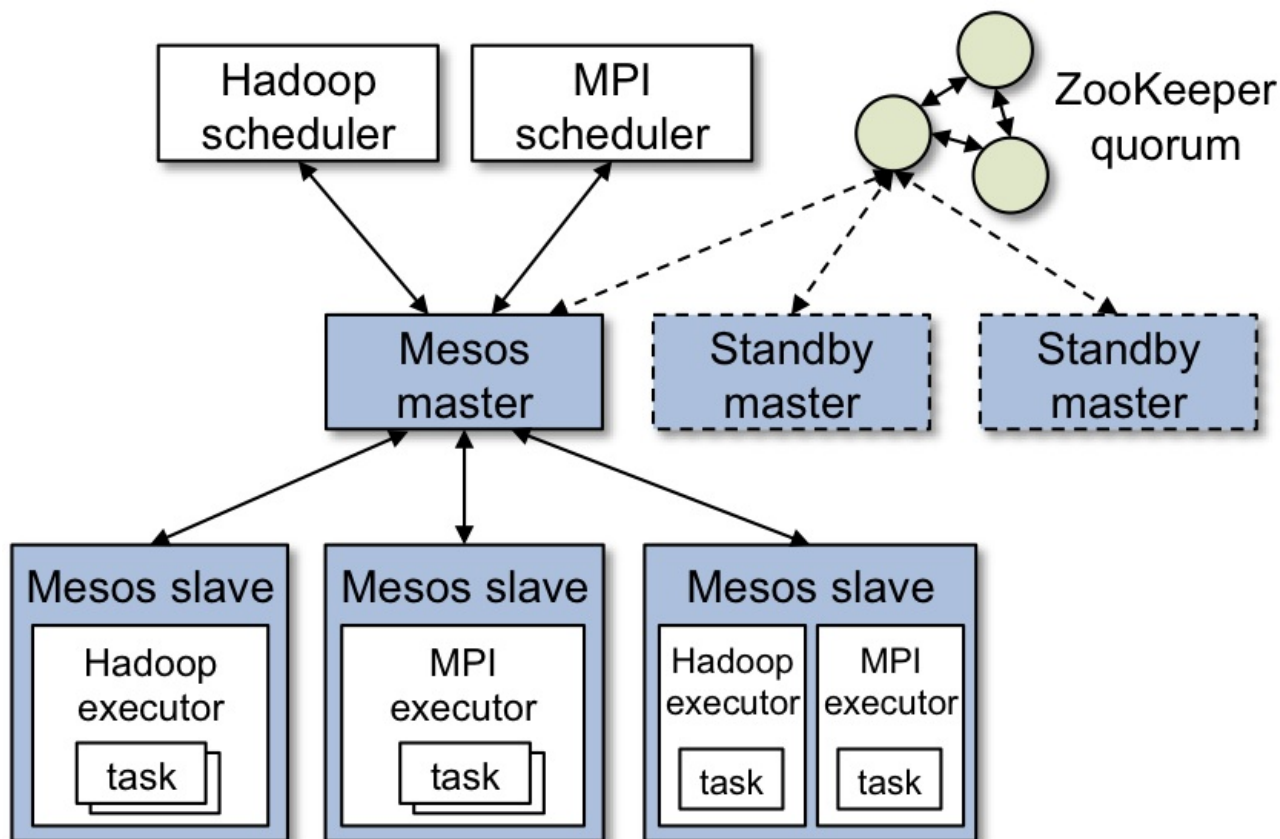 Hadoop
scheduler
MPI
scheduler
ZooKeeper
quorum
Mesos
master
Standby
master
Standby
master
Mesos slave
Hadoop
executor
task
Mesos slave
MPI
executor
task
Mesos slave
Hadoop
executor
task
MPI
executor
task